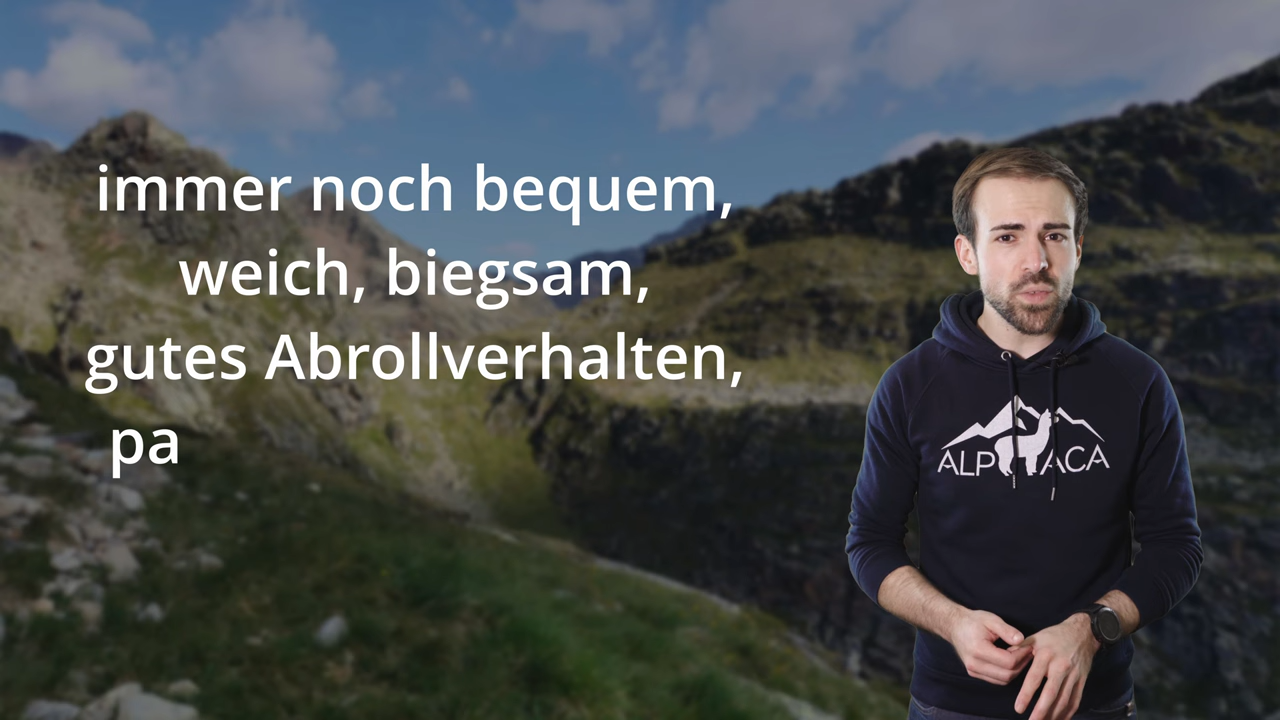 immer noch bequem,
weich, biegsam,
gutes Abrollverhalten,
pa
ALPACA